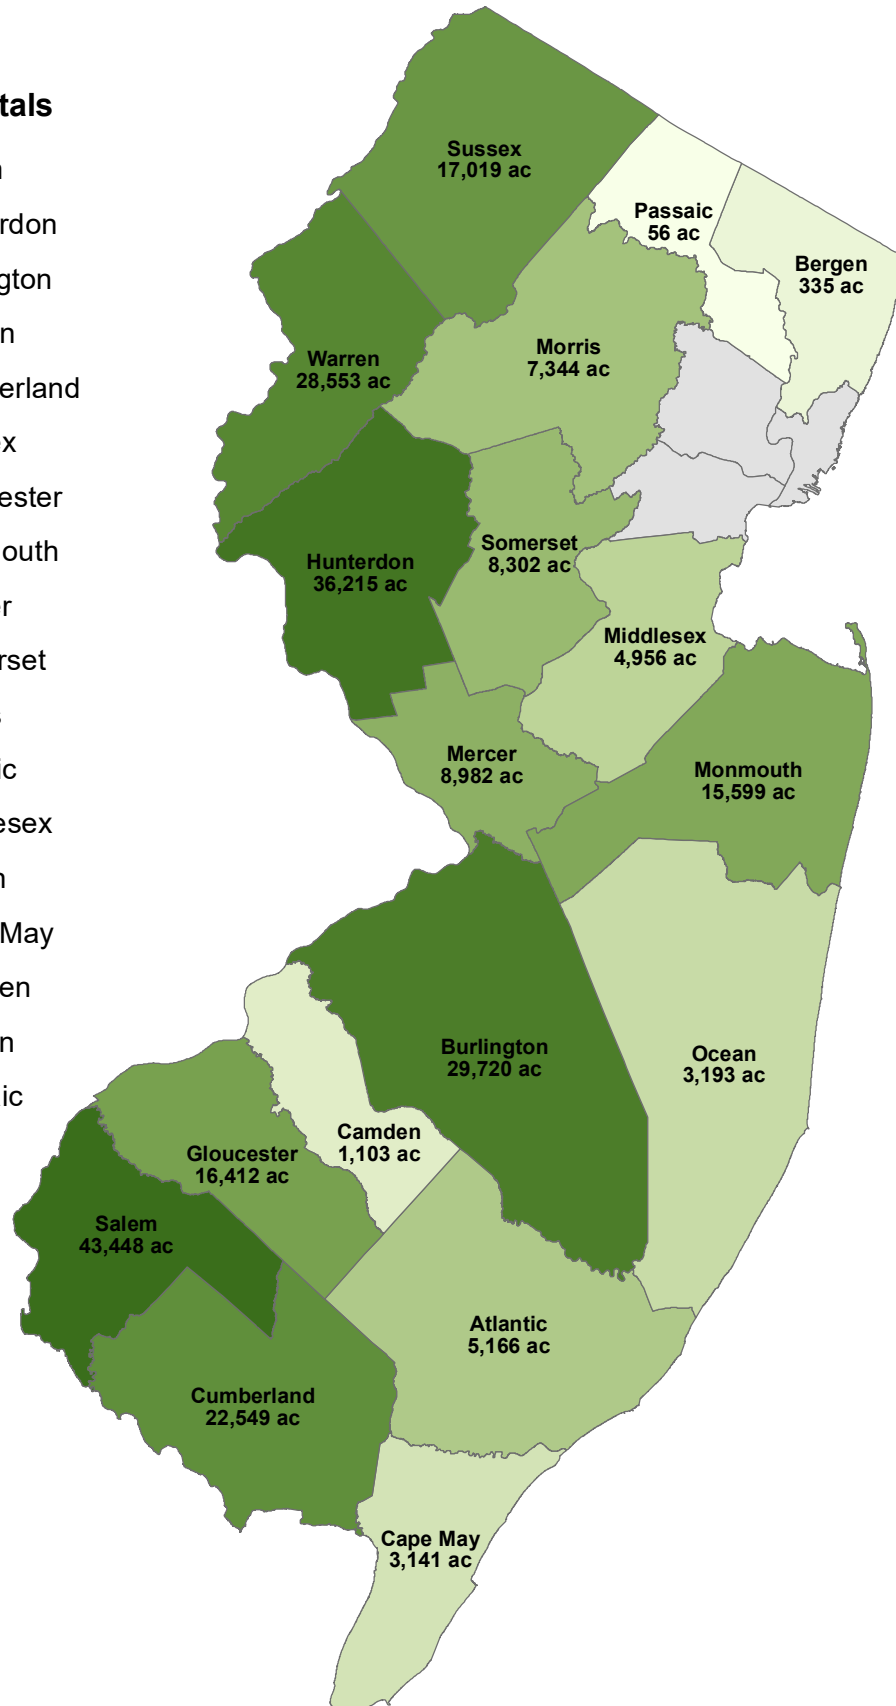 tals
n
rdon
gton
n
erland
ex
ester
outh
er
rset
s
ic
esex
n
May
en
n
ic
Sussex
17,019 ac
Passaic
56 ac
Bergen
335 ac
Warren
28,553 ac
Morris
7,344 ac
Hunterdon
36,215 ac
Somerset
8,302 ac
Middlesex
4,956 ac
Mercer
8,982 ac
Monmouth
15,599 ac
Burlington
29,720 ac
Ocean
3,193 ac
Camden
1,103 ac
Gloucester
16,412 ac
Salem
43,448 ac
Atlantic
5,166 ac
Cumberland
22,549 ac
Cape May
3,141 ac